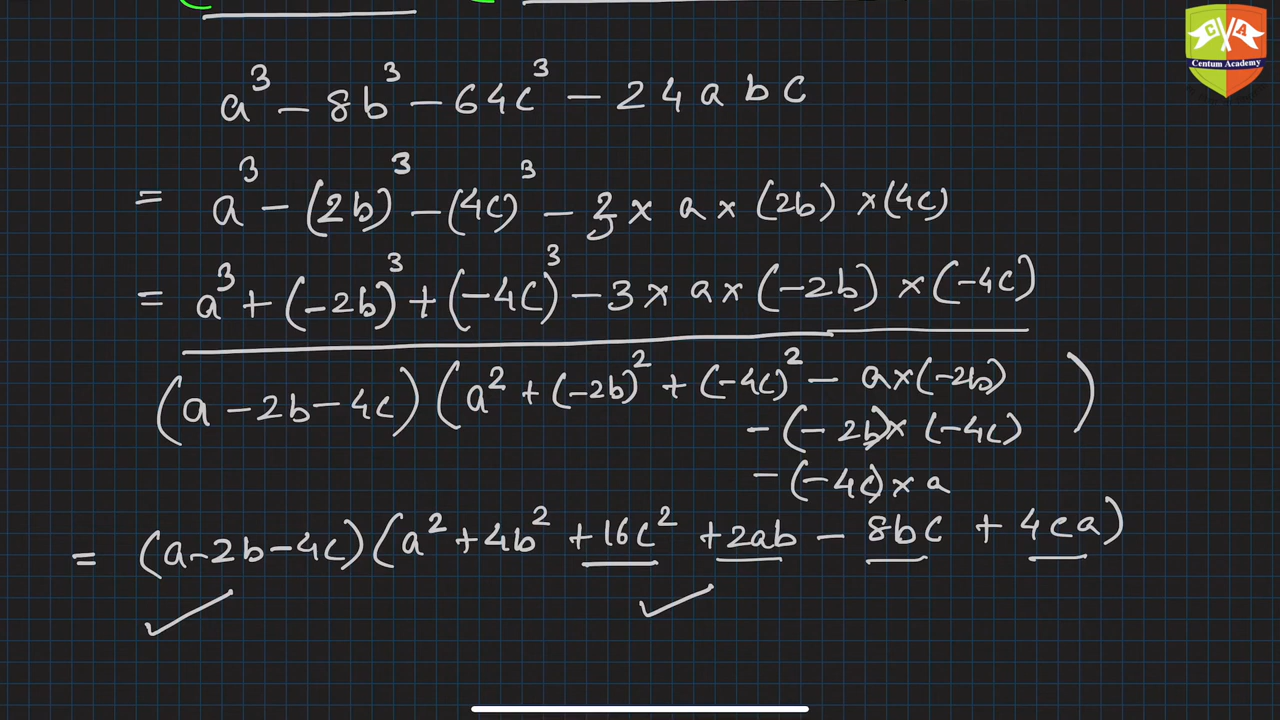 C A
Centum Academy
a³ − 8b³ − 64c³ − 24abc
= a³ − (2b)³ − (4c)³ − 3 × a × (2b) × (4c)
= a³ + (−2b)³ + (−4c)³ − 3 × a × (−2b) × (−4c)
(a − 2b − 4c) (a² + (−2b)² + (−4c)² − a × (−2b)
− (−2b) × (−4c)
− (−4c) × a )
= (a − 2b − 4c) (a² + 4b² + 16c² + 2ab − 8bc + 4ca)